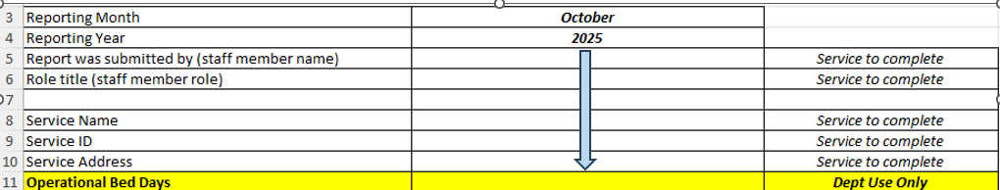 3 Reporting Month October
4 Reporting Year 2025
5 Report was submitted by (staff member name) Service to complete
6 Role title (staff member role) Service to complete
7
8 Service Name Service to complete
9 Service ID Service to complete
10 Service Address Service to complete
11 Operational Bed Days Dept Use Only